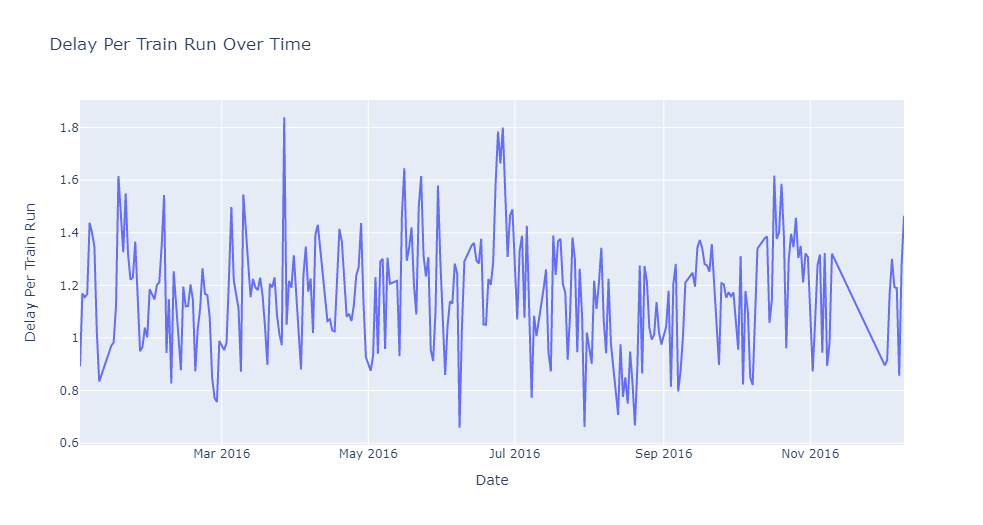 Delay Per Train Run Over Time
Delay Per Train Run
1.8
1.6
1.4
1.2
1
0.8
0.6
Mar 2016
May 2016
Jul 2016
Sep 2016
Nov 2016
Date